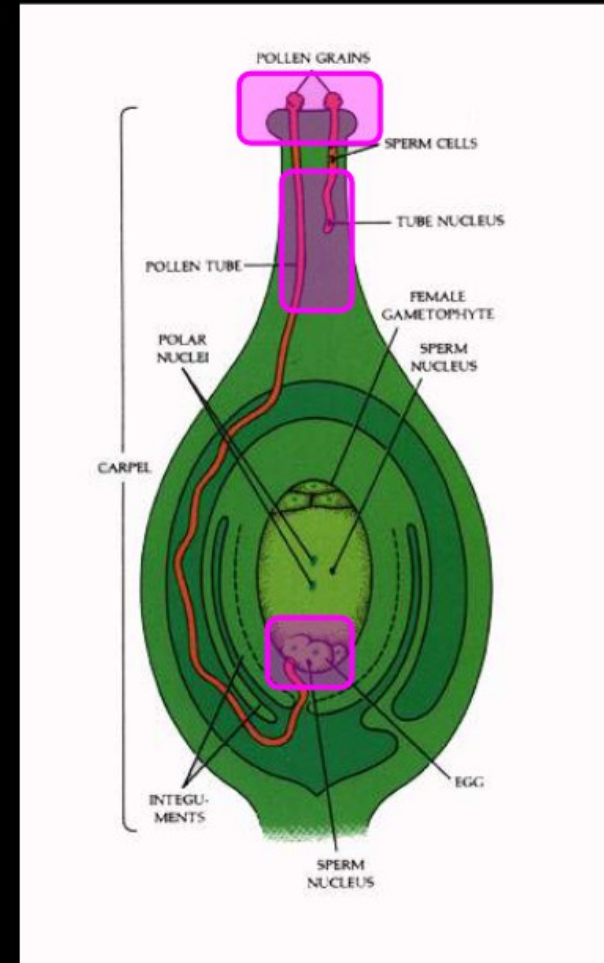 POLLEN GRAINS
SPERM CELLS
TUBE NUCLEUS
POLLEN TUBE
FEMALE
GAMETOPHYTE
POLAR
NUCLEI
SPERM
NUCLEUS
CARPEL
EGG
INTEGU-
MENTS
SPERM
NUCLEUS